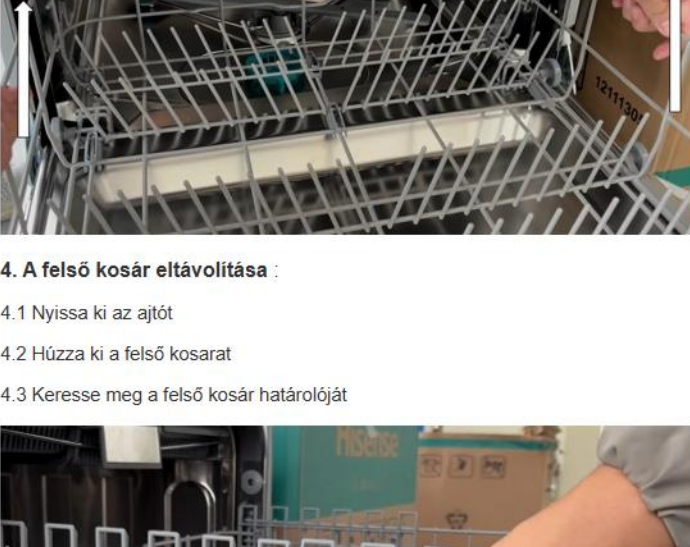 4. A felső kosár eltávolítása :
4.1 Nyissa ki az ajtót
4.2 Húzza ki a felső kosarat
4.3 Keresse meg a felső kosár határolóját
Hisense